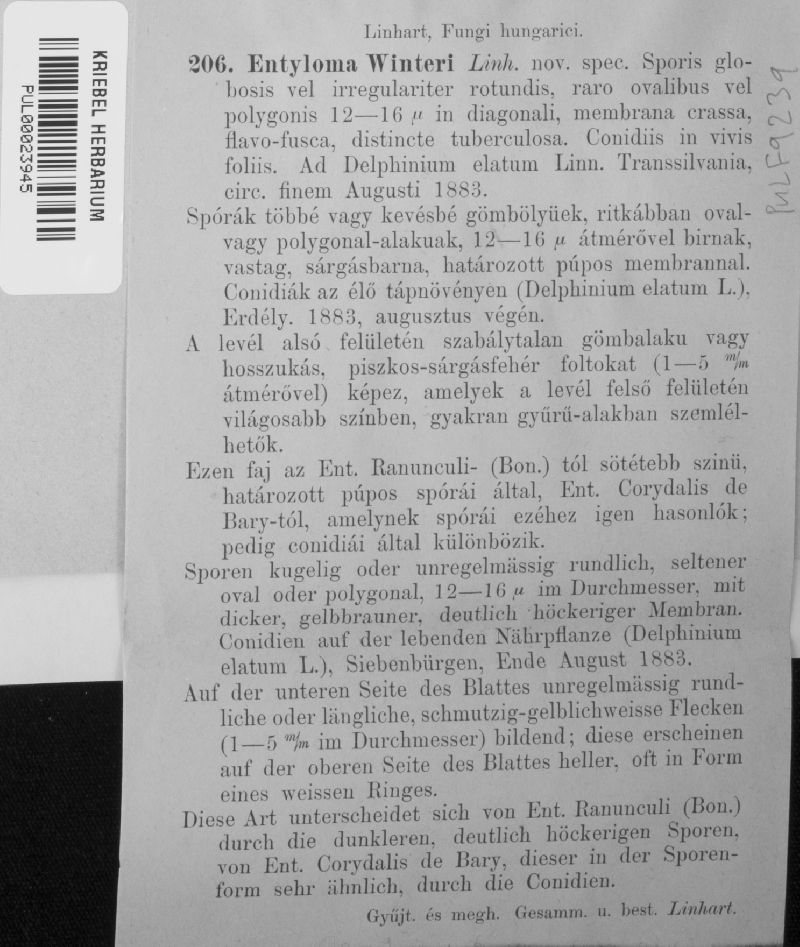 KRIEBEL HERBARIUM
PUL00023945
PULF9239
Linhart, Fungi hungarici.
206. Entyloma Winteri Linh. nov. spec. Sporis glo-
bosis vel irregulariter rotundis, raro ovalibus vel
polygonis 12—16 µ in diagonali, membrana crassa,
flavo-fusca, distincte tuberculosa. Conidiis in vivis
foliis. Ad Delphinium elatum Linn. Transsilvania,
circ. finem Augusti 1883.
Spórák többé vagy kevésbé gömbölyüek, ritkábban oval-
vagy polygonal-alakuak, 12—16 µ átmérővel birnak,
vastag, sárgásbarna, határozott púpos membrannal.
Conidiák az élő tápnövényen (Delphinium elatum L.),
Erdély. 1883, augusztus végén.
A levél alsó felületén szabálytalan gömbalaku vagy
hosszukás, piszkos-sárgásfehér foltokat (1—5 m/m
átmérővel) képez, amelyek a levél felső felületén
világosabb színben, gyakran gyűrű-alakban szemlél-
hetők.
Ezen faj az Ent. Ranunculi- (Bon.) tól sötétebb szinü,
határozott púpos spórái által, Ent. Corydalis de
Bary-tól, amelynek spórái ezéhez igen hasonlók;
pedig conidiái által különbözik.
Sporen kugelig oder unregelmässig rundlich, seltener
oval oder polygonal, 12—16 µ im Durchmesser, mit
dicker, gelbbrauner, deutlich höckeriger Membran.
Conidien auf der lebenden Nährpflanze (Delphinium
elatum L.), Siebenbürgen, Ende August 1883.
Auf der unteren Seite des Blattes unregelmässig rund-
liche oder längliche, schmutzig-gelblichweisse Flecken
(1—5 m/m im Durchmesser) bildend; diese erscheinen
auf der oberen Seite des Blattes heller, oft in Form
eines weissen Ringes.
Diese Art unterscheidet sich von Ent. Ranunculi (Bon.)
durch die dunkleren, deutlich höckerigen Sporen,
von Ent. Corydalis de Bary, dieser in der Sporen-
form sehr ähnlich, durch die Conidien.
Gyűjt. és megh. Gesamm. u. best. Linhart.